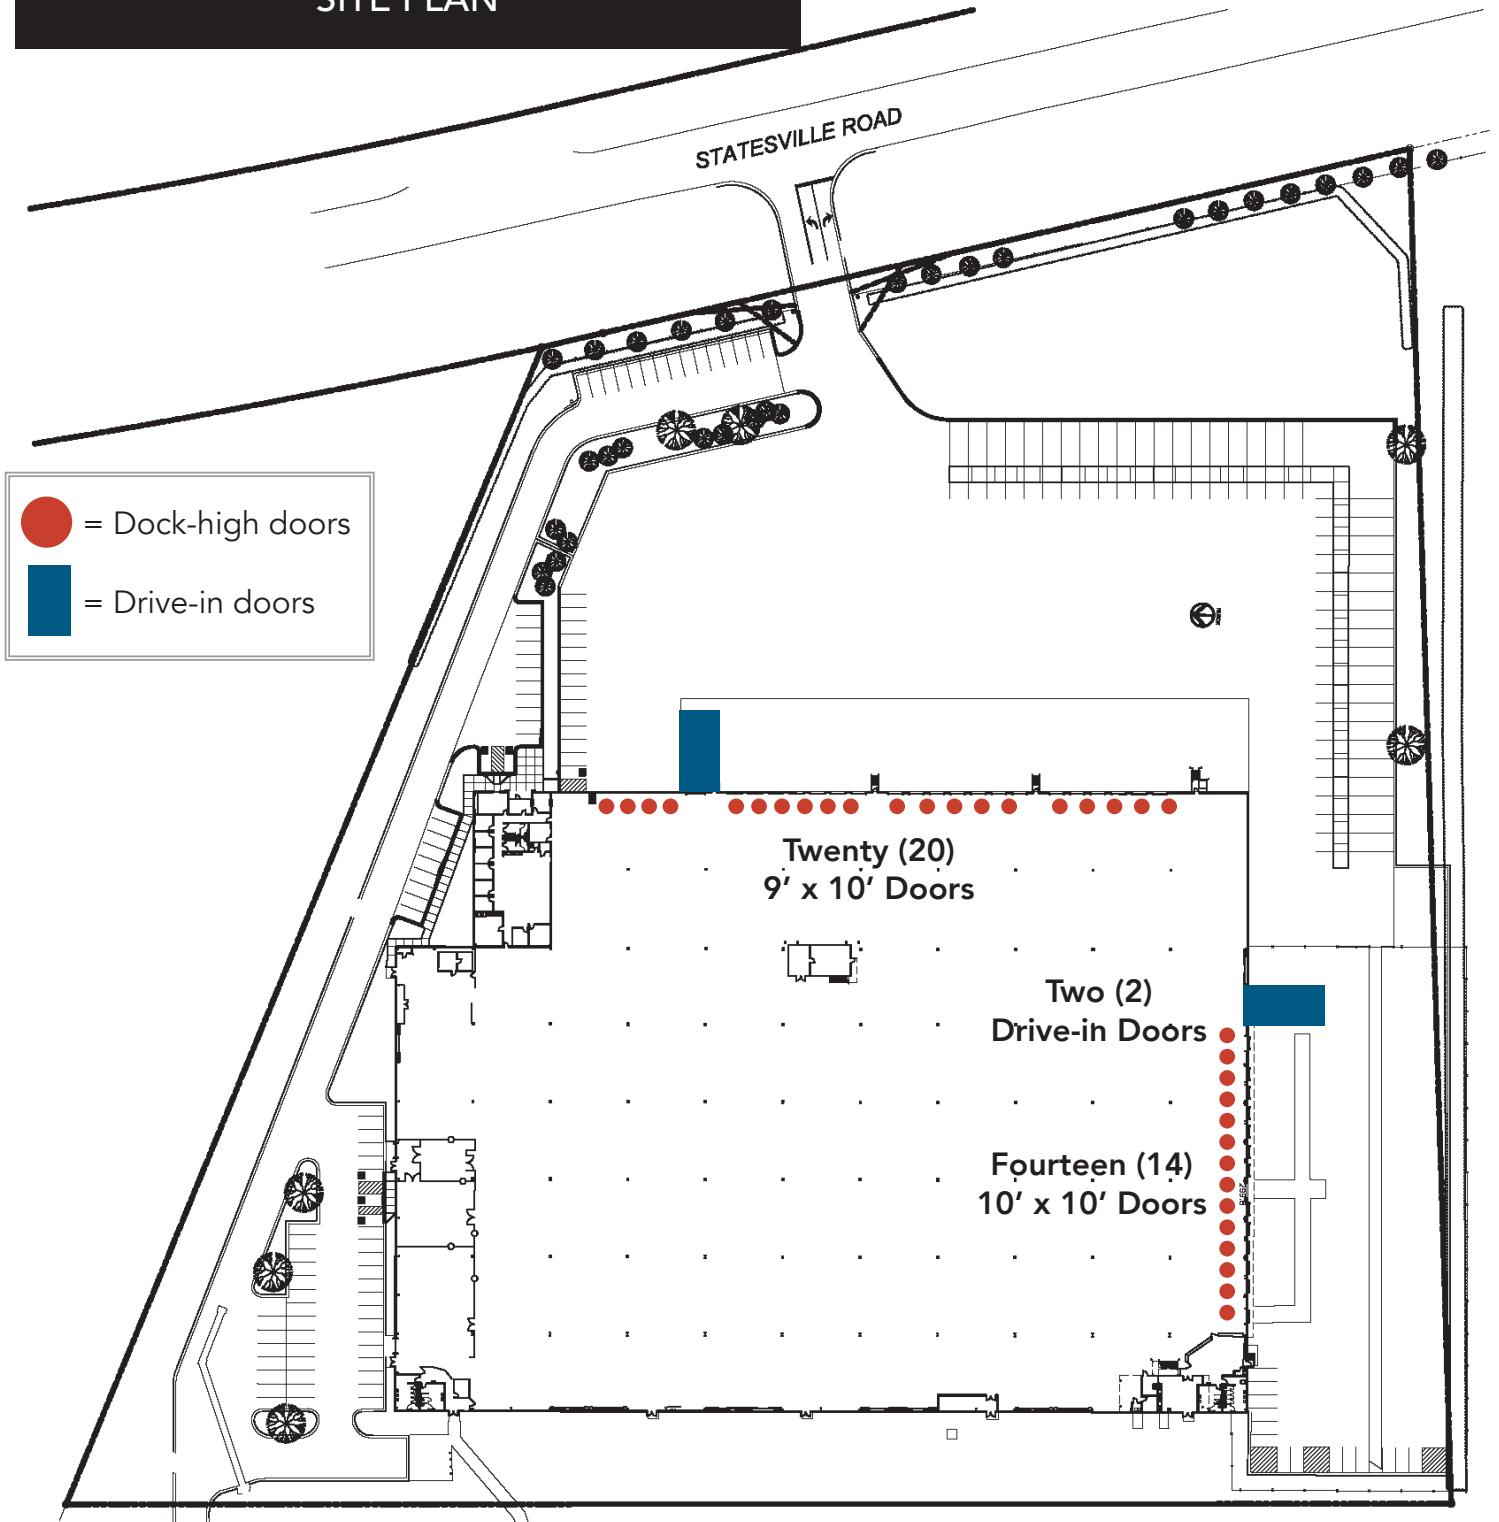 SITE PLAN
STATESVILLE ROAD
= Dock-high doors
= Drive-in doors
Twenty (20)
9’ x 10’ Doors
Two (2)
Drive-in Doors
Fourteen (14)
10’ x 10’ Doors